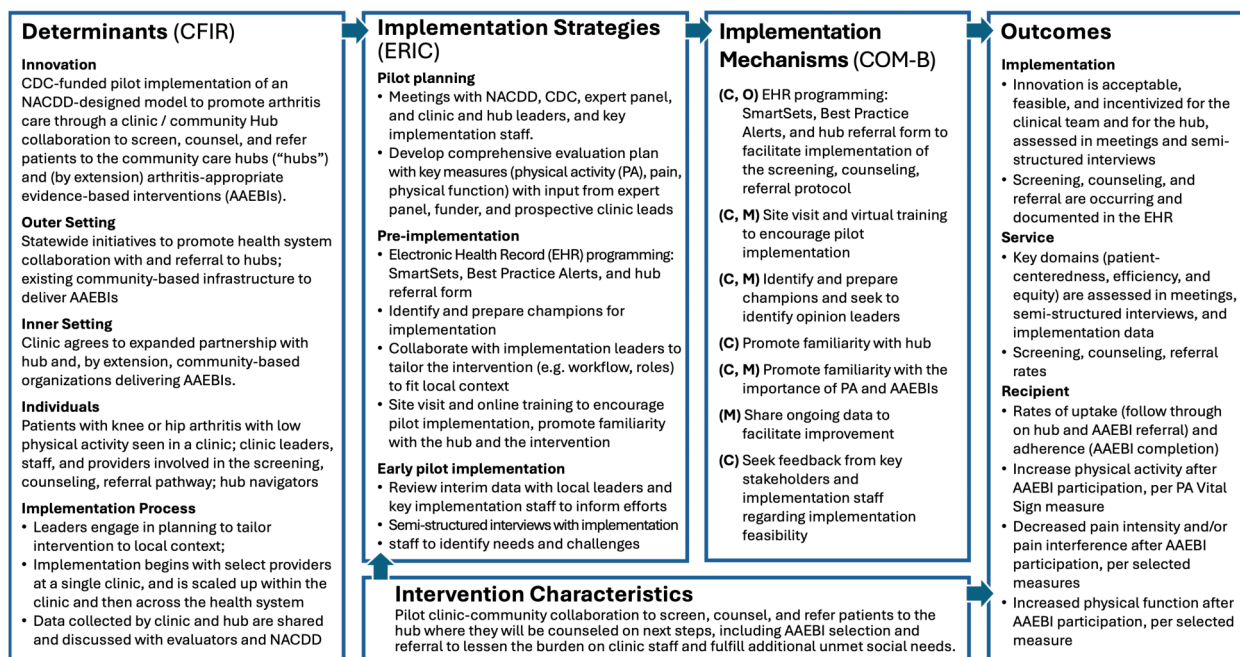 Determinants (CFIR)
Innovation
CDC-funded pilot implementation of an
NACDD-designed model to promote arthritis
care through a clinic / community Hub
collaboration to screen, counsel, and refer
patients to the community care hubs (“hubs”)
and (by extension) arthritis-appropriate
evidence-based interventions (AAEBIs).
Outer Setting
Statewide initiatives to promote health system
collaboration with and referral to hubs;
existing community-based infrastructure to
deliver AAEBIs
Inner Setting
Clinic agrees to expanded partnership with
hub and, by extension, community-based
organizations delivering AAEBIs.
Individuals
Patients with knee or hip arthritis with low
physical activity seen in a clinic; clinic leaders,
staff, and providers involved in the screening,
counseling, referral pathway; hub navigators
Implementation Process
• Leaders engage in planning to tailor
intervention to local context;
• Implementation begins with select providers
at a single clinic, and is scaled up within the
clinic and then across the health system
• Data collected by clinic and hub are shared
and discussed with evaluators and NACDD
Implementation Strategies
(ERIC)
Pilot planning
• Meetings with NACDD, CDC, expert panel,
and clinic and hub leaders, and key
implementation staff.
• Develop comprehensive evaluation plan
with key measures (physical activity (PA), pain,
physical function) with input from expert
panel, funder, and prospective clinic leads
Pre-implementation
• Electronic Health Record (EHR) programming:
SmartSets, Best Practice Alerts, and hub
referral form
• Identify and prepare champions for
implementation
• Collaborate with implementation leaders to
tailor the intervention (e.g. workflow, roles)
to fit local context
• Site visit and online training to encourage
pilot implementation, promote familiarity
with the hub and the intervention
Early pilot implementation
• Review interim data with local leaders and
key implementation staff to inform efforts
• Semi-structured interviews with implementation
• staff to identify needs and challenges
Implementation
Mechanisms (COM-B)
(C, O) EHR programming:
SmartSets, Best Practice
Alerts, and hub referral form to
facilitate implementation of
the screening, counseling,
referral protocol
(C, M) Site visit and virtual training
to encourage pilot
implementation
(C, M) Identify and prepare
champions and seek to
identify opinion leaders
(C) Promote familiarity with hub
(C, M) Promote familiarity with the
importance of PA and AAEBIs
(M) Share ongoing data to
facilitate improvement
(C) Seek feedback from key
stakeholders and
implementation staff
regarding implementation
feasibility
Intervention Characteristics
Pilot clinic-community collaboration to screen, counsel, and refer patients to the
hub where they will be counseled on next steps, including AAEBI selection and
referral to lessen the burden on clinic staff and fulfill additional unmet social needs.
Outcomes
Implementation
• Innovation is acceptable,
feasible, and incentivized for the
clinical team and for the hub,
assessed in meetings and semi-
structured interviews
• Screening, counseling, and
referral are occurring and
documented in the EHR
Service
• Key domains (patient-
centeredness, efficiency, and
equity) are assessed in meetings,
semi-structured interviews, and
implementation data
• Screening, counseling, referral
rates
Recipient
• Rates of uptake (follow through
on hub and AAEBI referral) and
adherence (AAEBI completion)
• Increase physical activity after
AAEBI participation, per PA Vital
Sign measure
• Decreased pain intensity and/or
pain interference after AAEBI
participation, per selected
measures
• Increased physical function after
AAEBI participation, per selected
measure